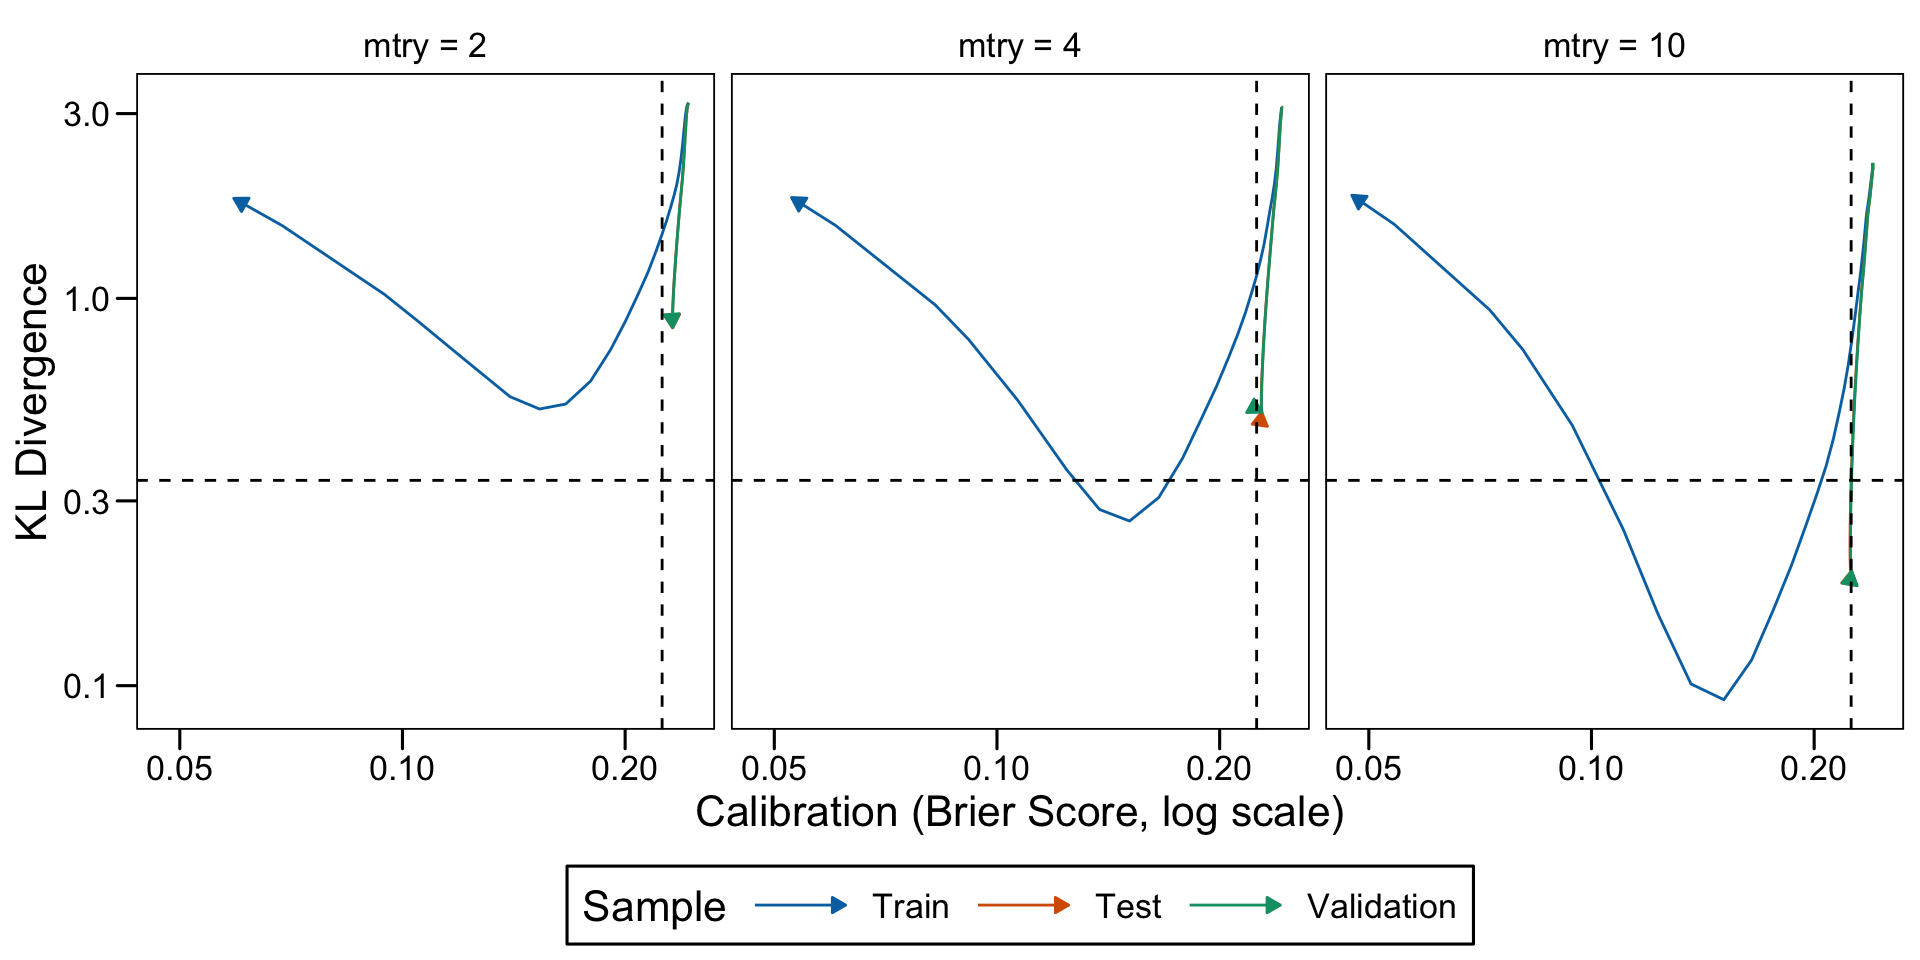 mtry = 2
mtry = 4
mtry = 10
KL Divergence
3.0
1.0
0.3
0.1
0.05 0.10 0.20
0.05 0.10 0.20
0.05 0.10 0.20
Calibration (Brier Score, log scale)
Sample Train Test Validation